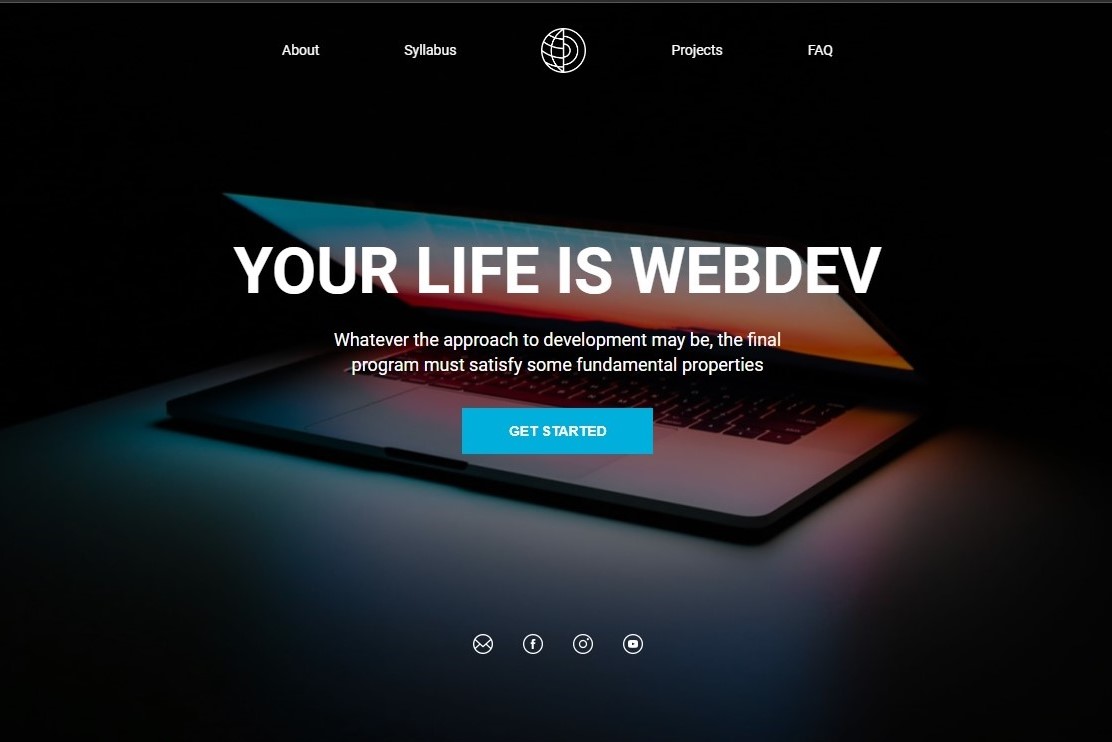 About
Syllabus
Projects
FAQ
YOUR LIFE IS WEBDEV
Whatever the approach to development may be, the final
program must satisfy some fundamental properties
GET STARTED